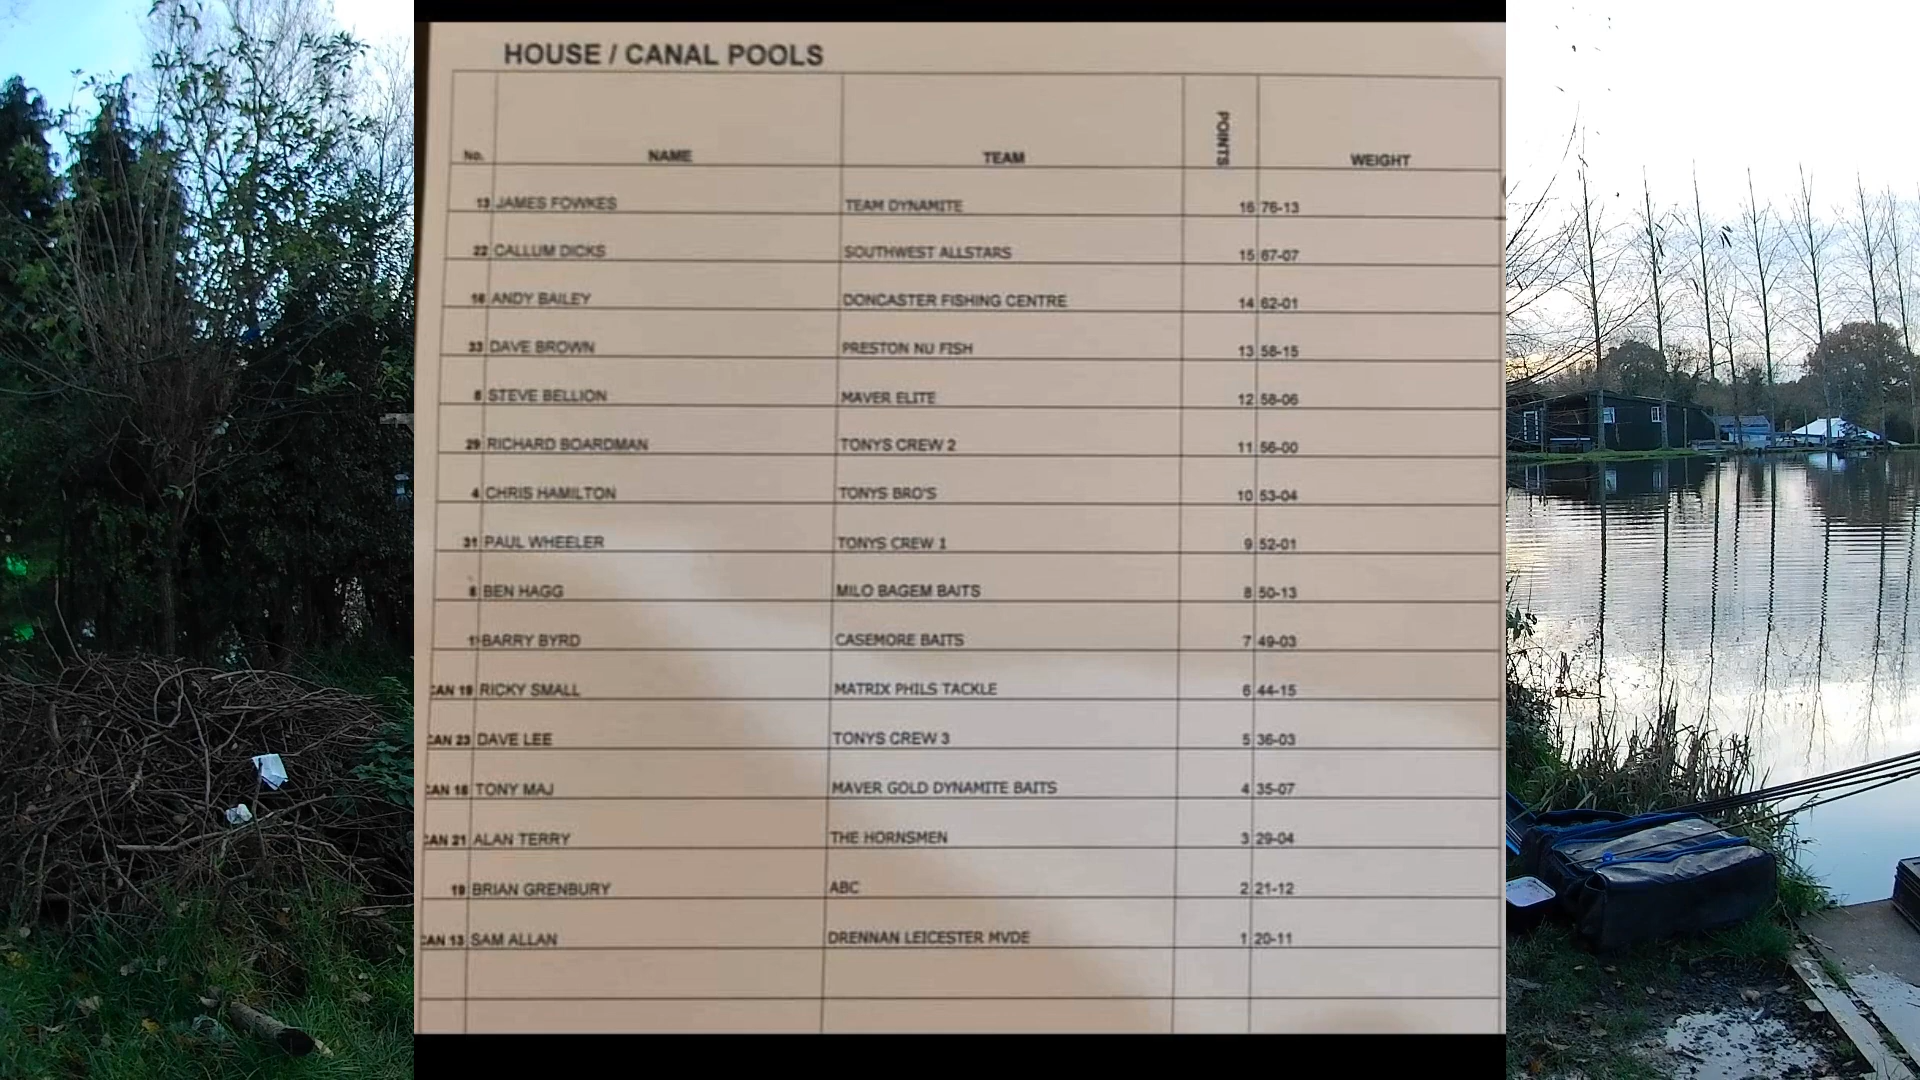 HOUSE / CANAL POOLS
No. NAME TEAM POINTS WEIGHT
13 JAMES FOWKES TEAM DYNAMITE 16 76-13
22 CALLUM DICKS SOUTHWEST ALLSTARS 15 67-07
16 ANDY BAILEY DONCASTER FISHING CENTRE 14 62-01
33 DAVE BROWN PRESTON NU FISH 13 58-15
STEVE BELLION MAVER ELITE 12 58-06
29 RICHARD BOARDMAN TONYS CREW 2 11 56-00
4 CHRIS HAMILTON TONYS BRO'S 10 53-04
31 PAUL WHEELER TONYS CREW 1 9 52-01
BEN HAGG MILO BAGEM BAITS 8 50-13
BARRY BYRD CASEMORE BAITS 7 49-03
CAN 19 RICKY SMALL MATRIX PHILS TACKLE 6 44-15
CAN 23 DAVE LEE TONYS CREW 3 5 36-03
CAN 18 TONY MAJ MAVER GOLD DYNAMITE BAITS 4 35-07
CAN 21 ALAN TERRY THE HORNSMEN 3 29-04
19 BRIAN GRENBURY ABC 2 21-12
CAN 13 SAM ALLAN DRENNAN LEICESTER MVDE 1 20-11